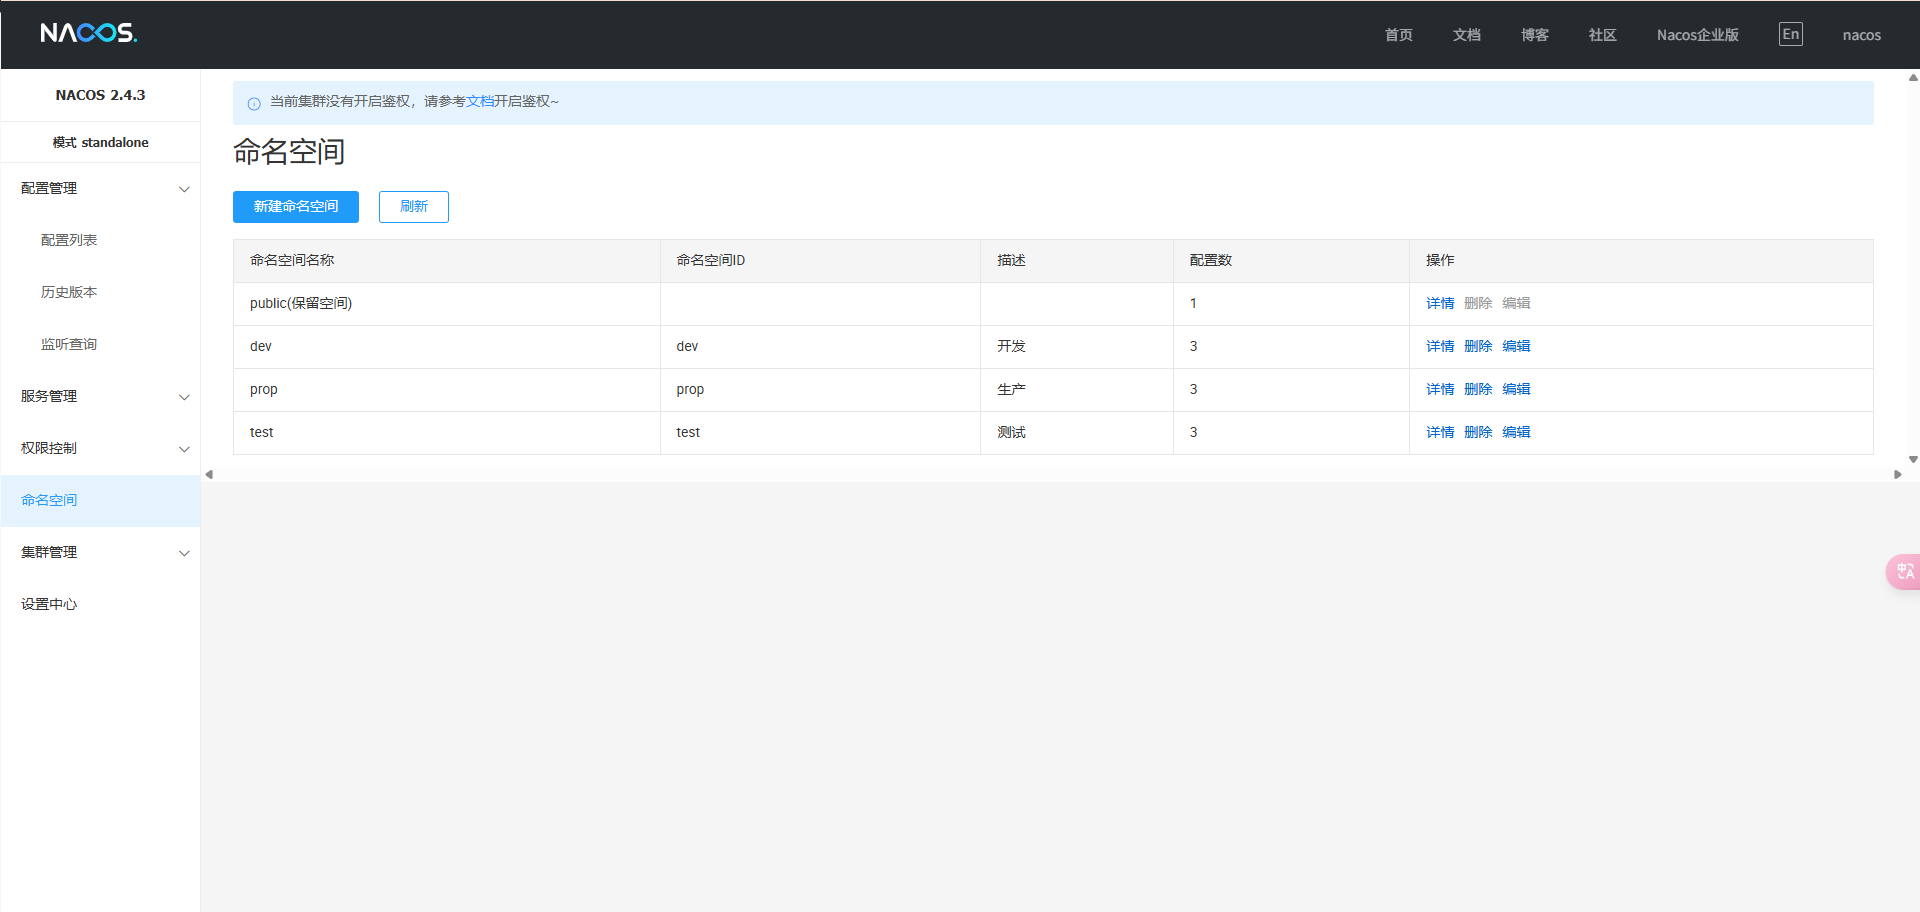 NACOS.
首页 文档 博客 社区 Nacos企业版 En nacos
NACOS 2.4.3
模式 standalone
配置管理
配置列表
历史版本
监听查询
服务管理
权限控制
命名空间
集群管理
设置中心
当前集群没有开启鉴权，请参考文档开启鉴权~
命名空间
新建命名空间 刷新
命名空间名称 命名空间ID 描述 配置数 操作
public(保留空间) 1 详情 删除 编辑
dev dev 开发 3 详情 删除 编辑
prop prop 生产 3 详情 删除 编辑
test test 测试 3 详情 删除 编辑
中 A